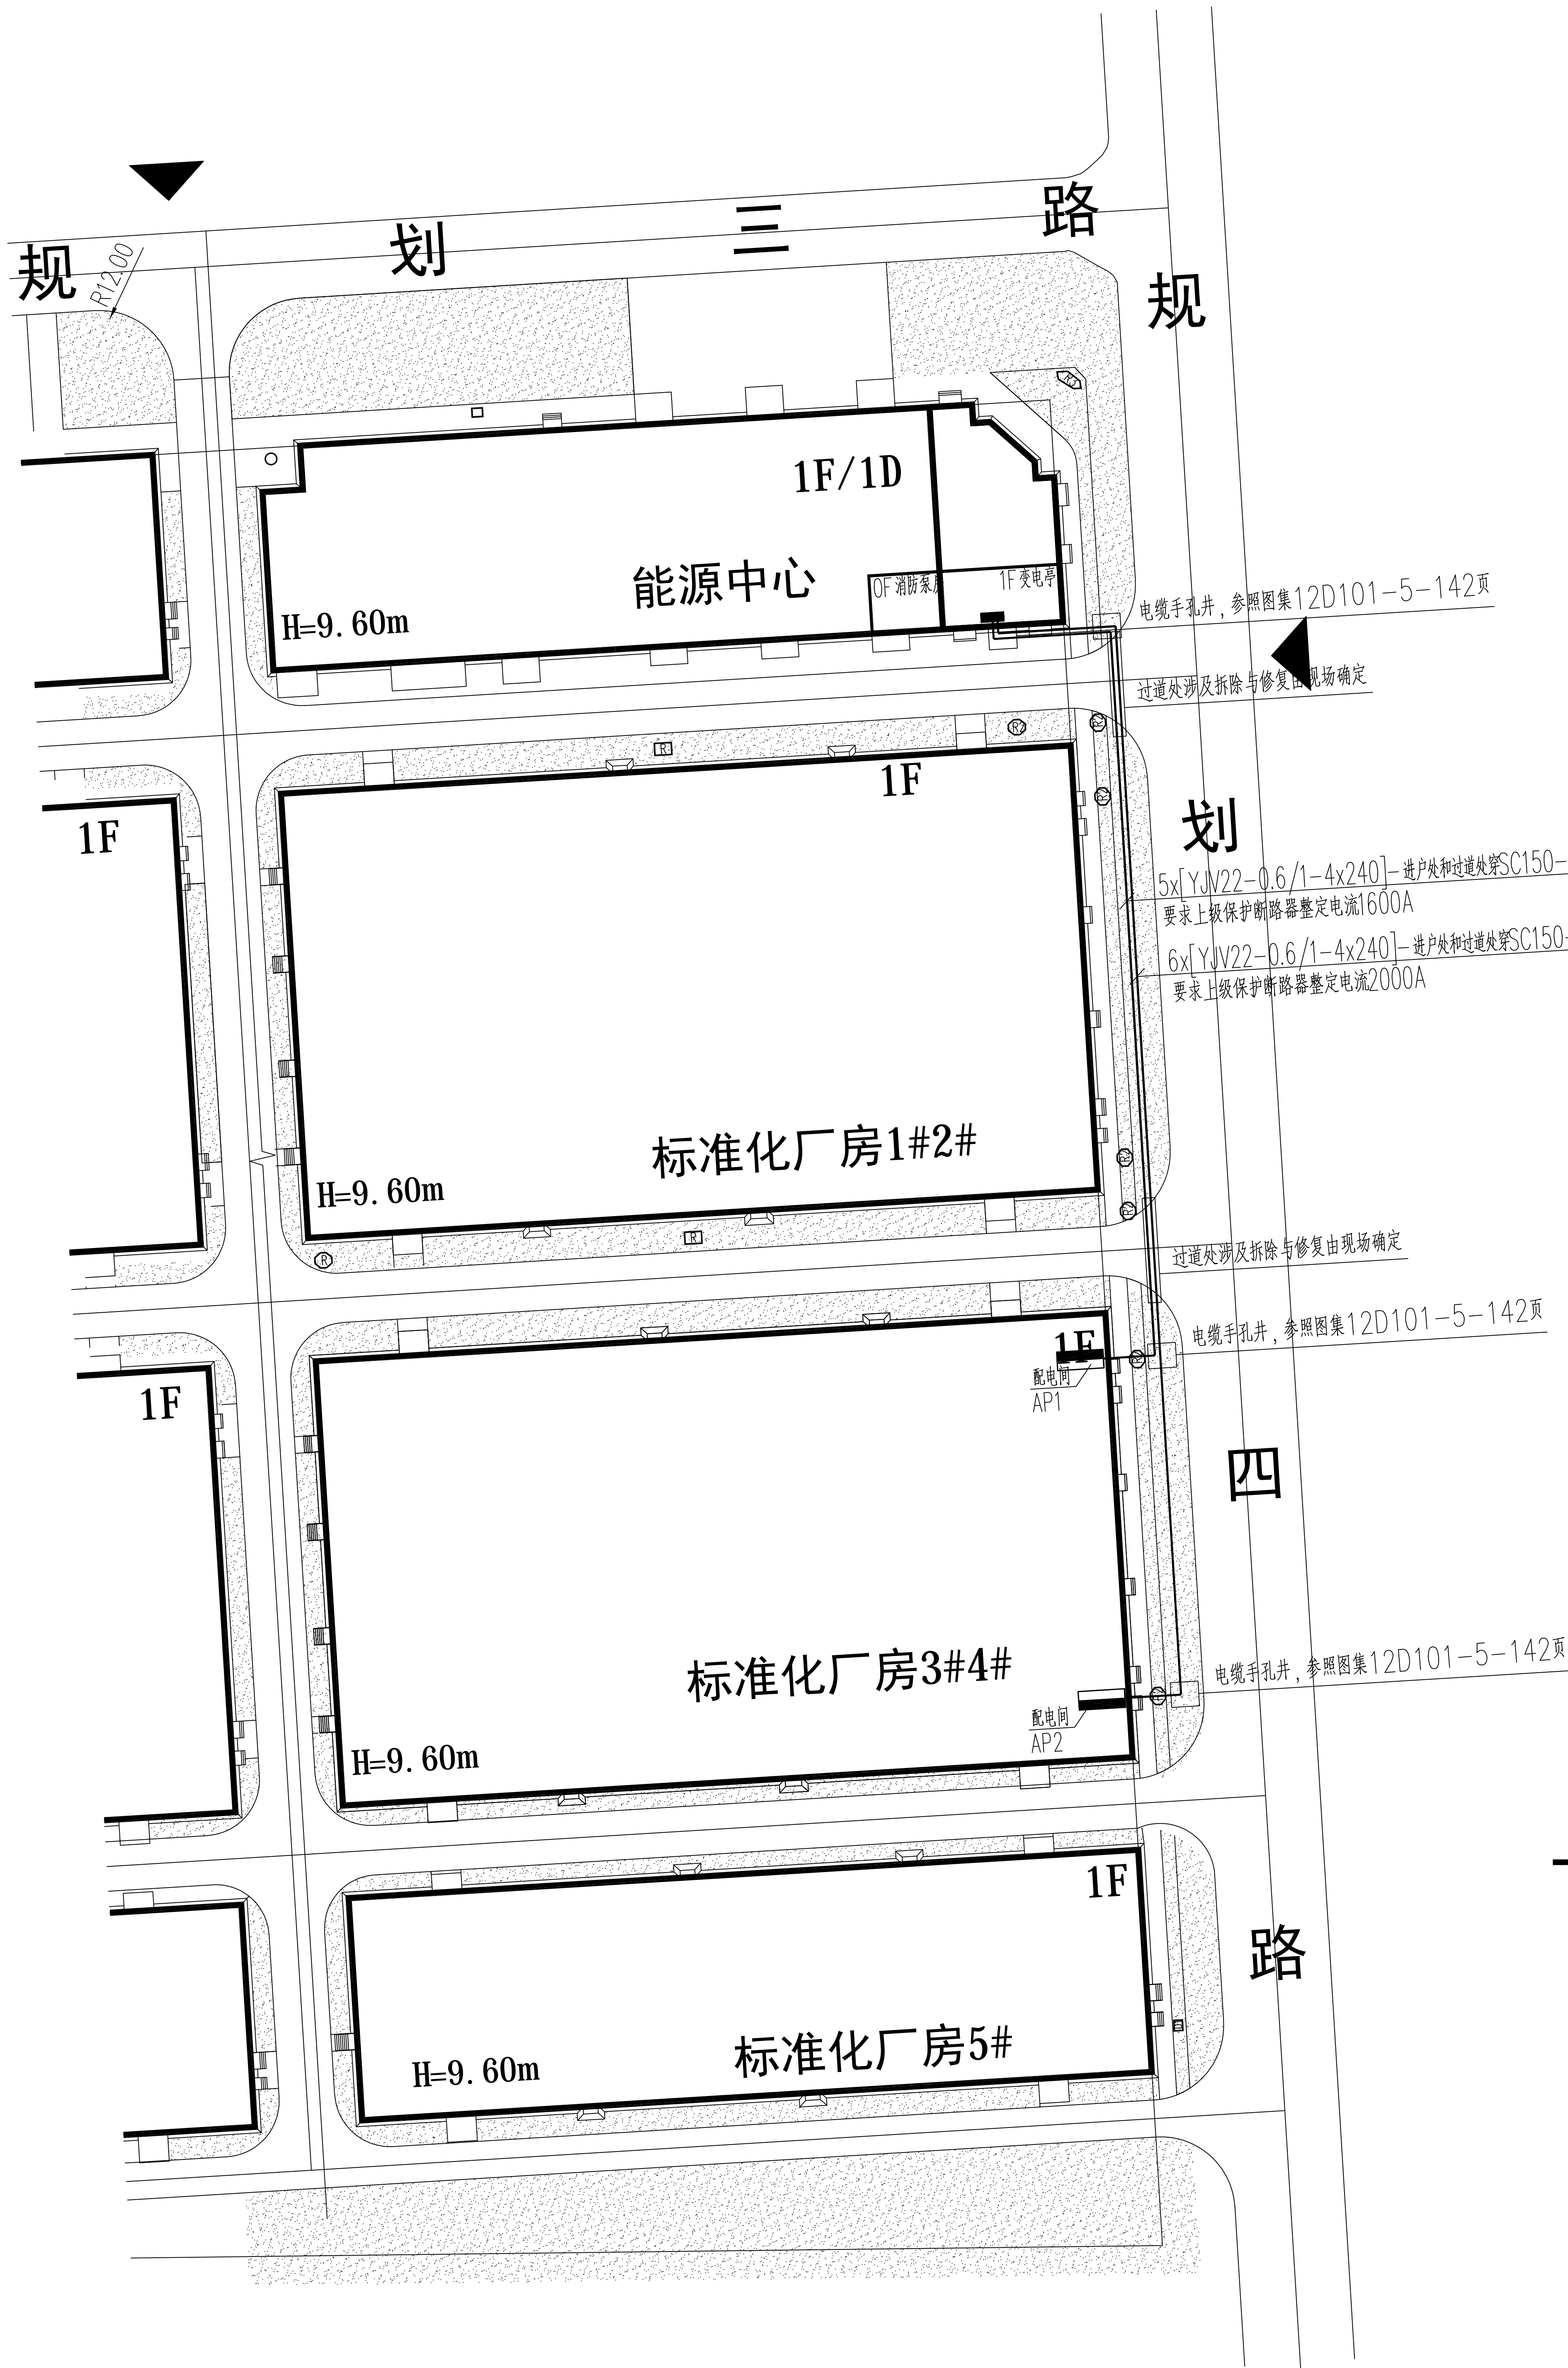 规 划 三 路
R12.00
规 划 四 路
1F/1D
能源中心
H=9.60m
0F消防泵房
1F变电亭
电缆手孔井，参照图集12D101-5-142页
过道处涉及拆除与修复由现场确定
R2
R
R2
R2
R2
1F
1F
5x[YJV22-0.6/1-4x240]-进户处和过道处穿SC150-
要求上级保护断路器整定电流1600A
6x[YJV22-0.6/1-4x240]-进户处和过道处穿SC150-
要求上级保护断路器整定电流2000A
标准化厂房1#2#
H=9.60m
R
R
过道处涉及拆除与修复由现场确定
电缆手孔井，参照图集12D101-5-142页
1F
1F
配电间
AP1
标准化厂房3#4#
电缆手孔井，参照图集12D101-5-142页
配电间
AP2
H=9.60m
1F
标准化厂房5#
H=9.60m